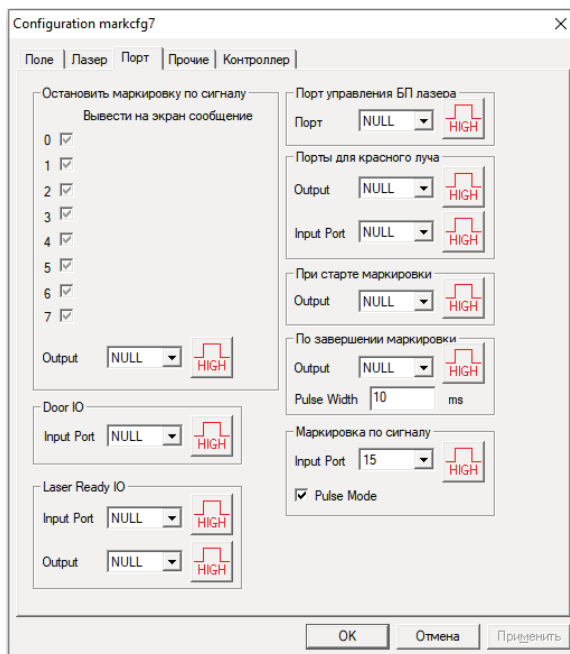 Configuration markcfg7
Поле Лазер Порт Прочие Контроллер
Остановить маркировку по сигналу
Вывести на экран сообщение
0
1
2
3
4
5
6
7
Output NULL HIGH
Door IO
Input Port NULL HIGH
Laser Ready IO
Input Port NULL HIGH
Output NULL HIGH
Порт управления БП лазера
Порт NULL HIGH
Порты для красного луча
Output NULL HIGH
Input Port NULL HIGH
При старте маркировки
Output NULL HIGH
По завершении маркировки
Output NULL HIGH
Pulse Width 10 ms
Маркировка по сигналу
Input Port 15 HIGH
Pulse Mode
OK Отмена Применить